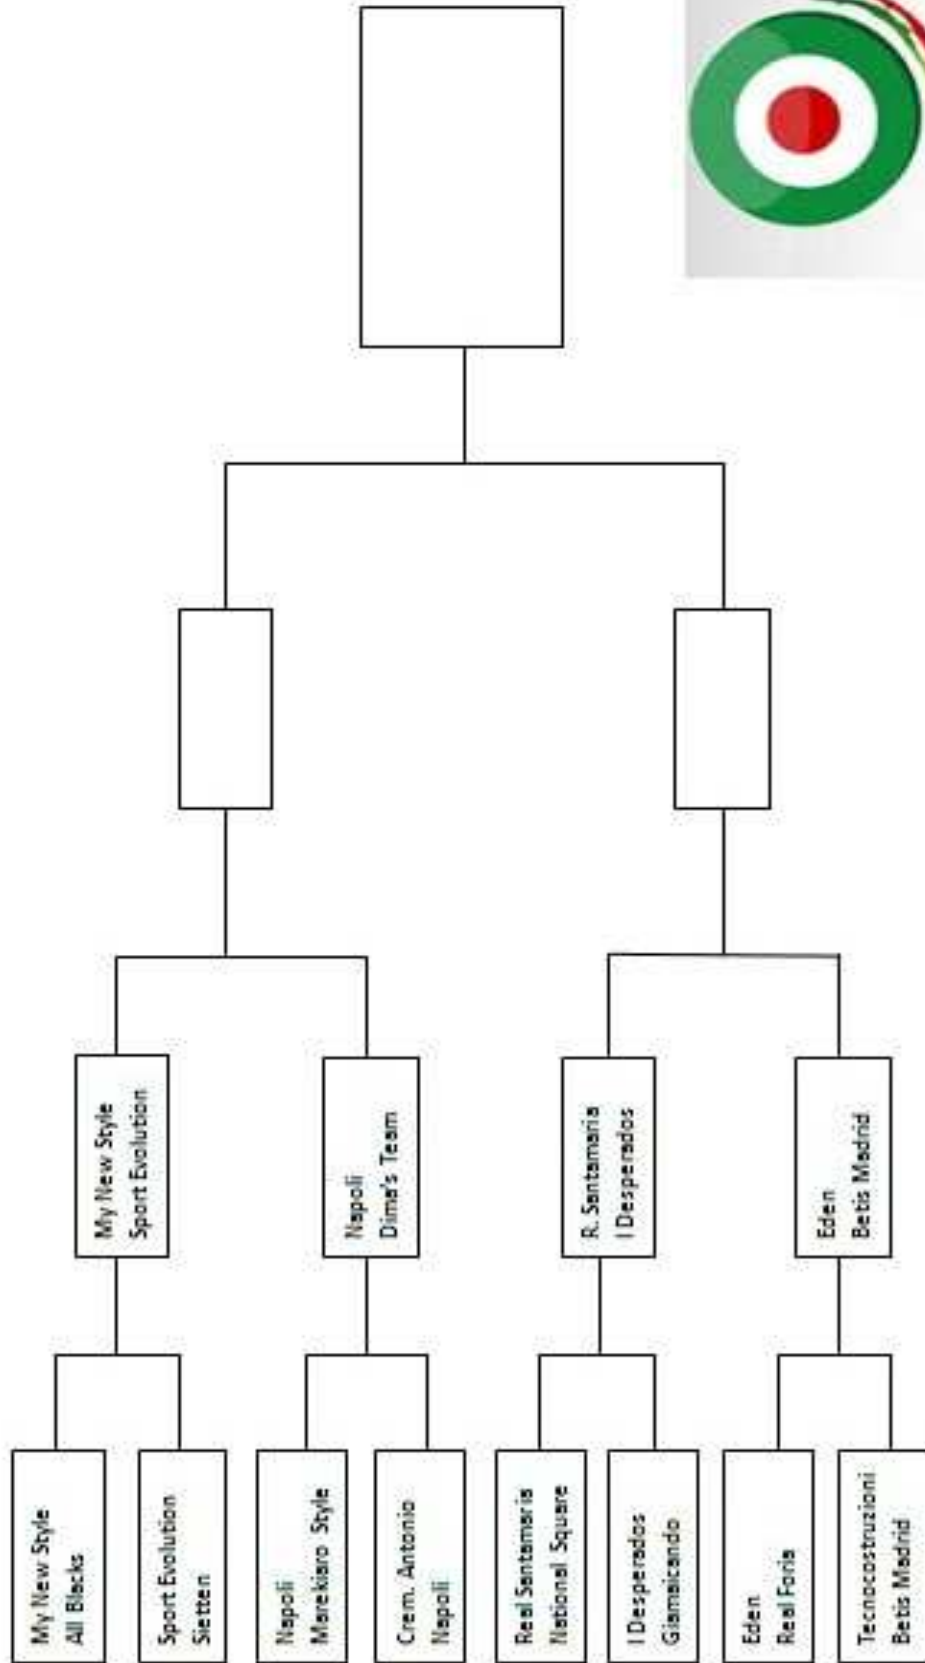 My New Style
All Blacks
Sport Evolution
Sietten
Napoli
Marekiaro Style
Crem. Antonio
Napoli
Real Santamaria
National Square
I Desperados
Giamaicando
Eden
Real Foria
Tecnocostruzioni
Betis Madrid
My New Style
Sport Evolution
Napoli
Dima's Team
R. Santamaria
I Desperados
Eden
Betis Madrid